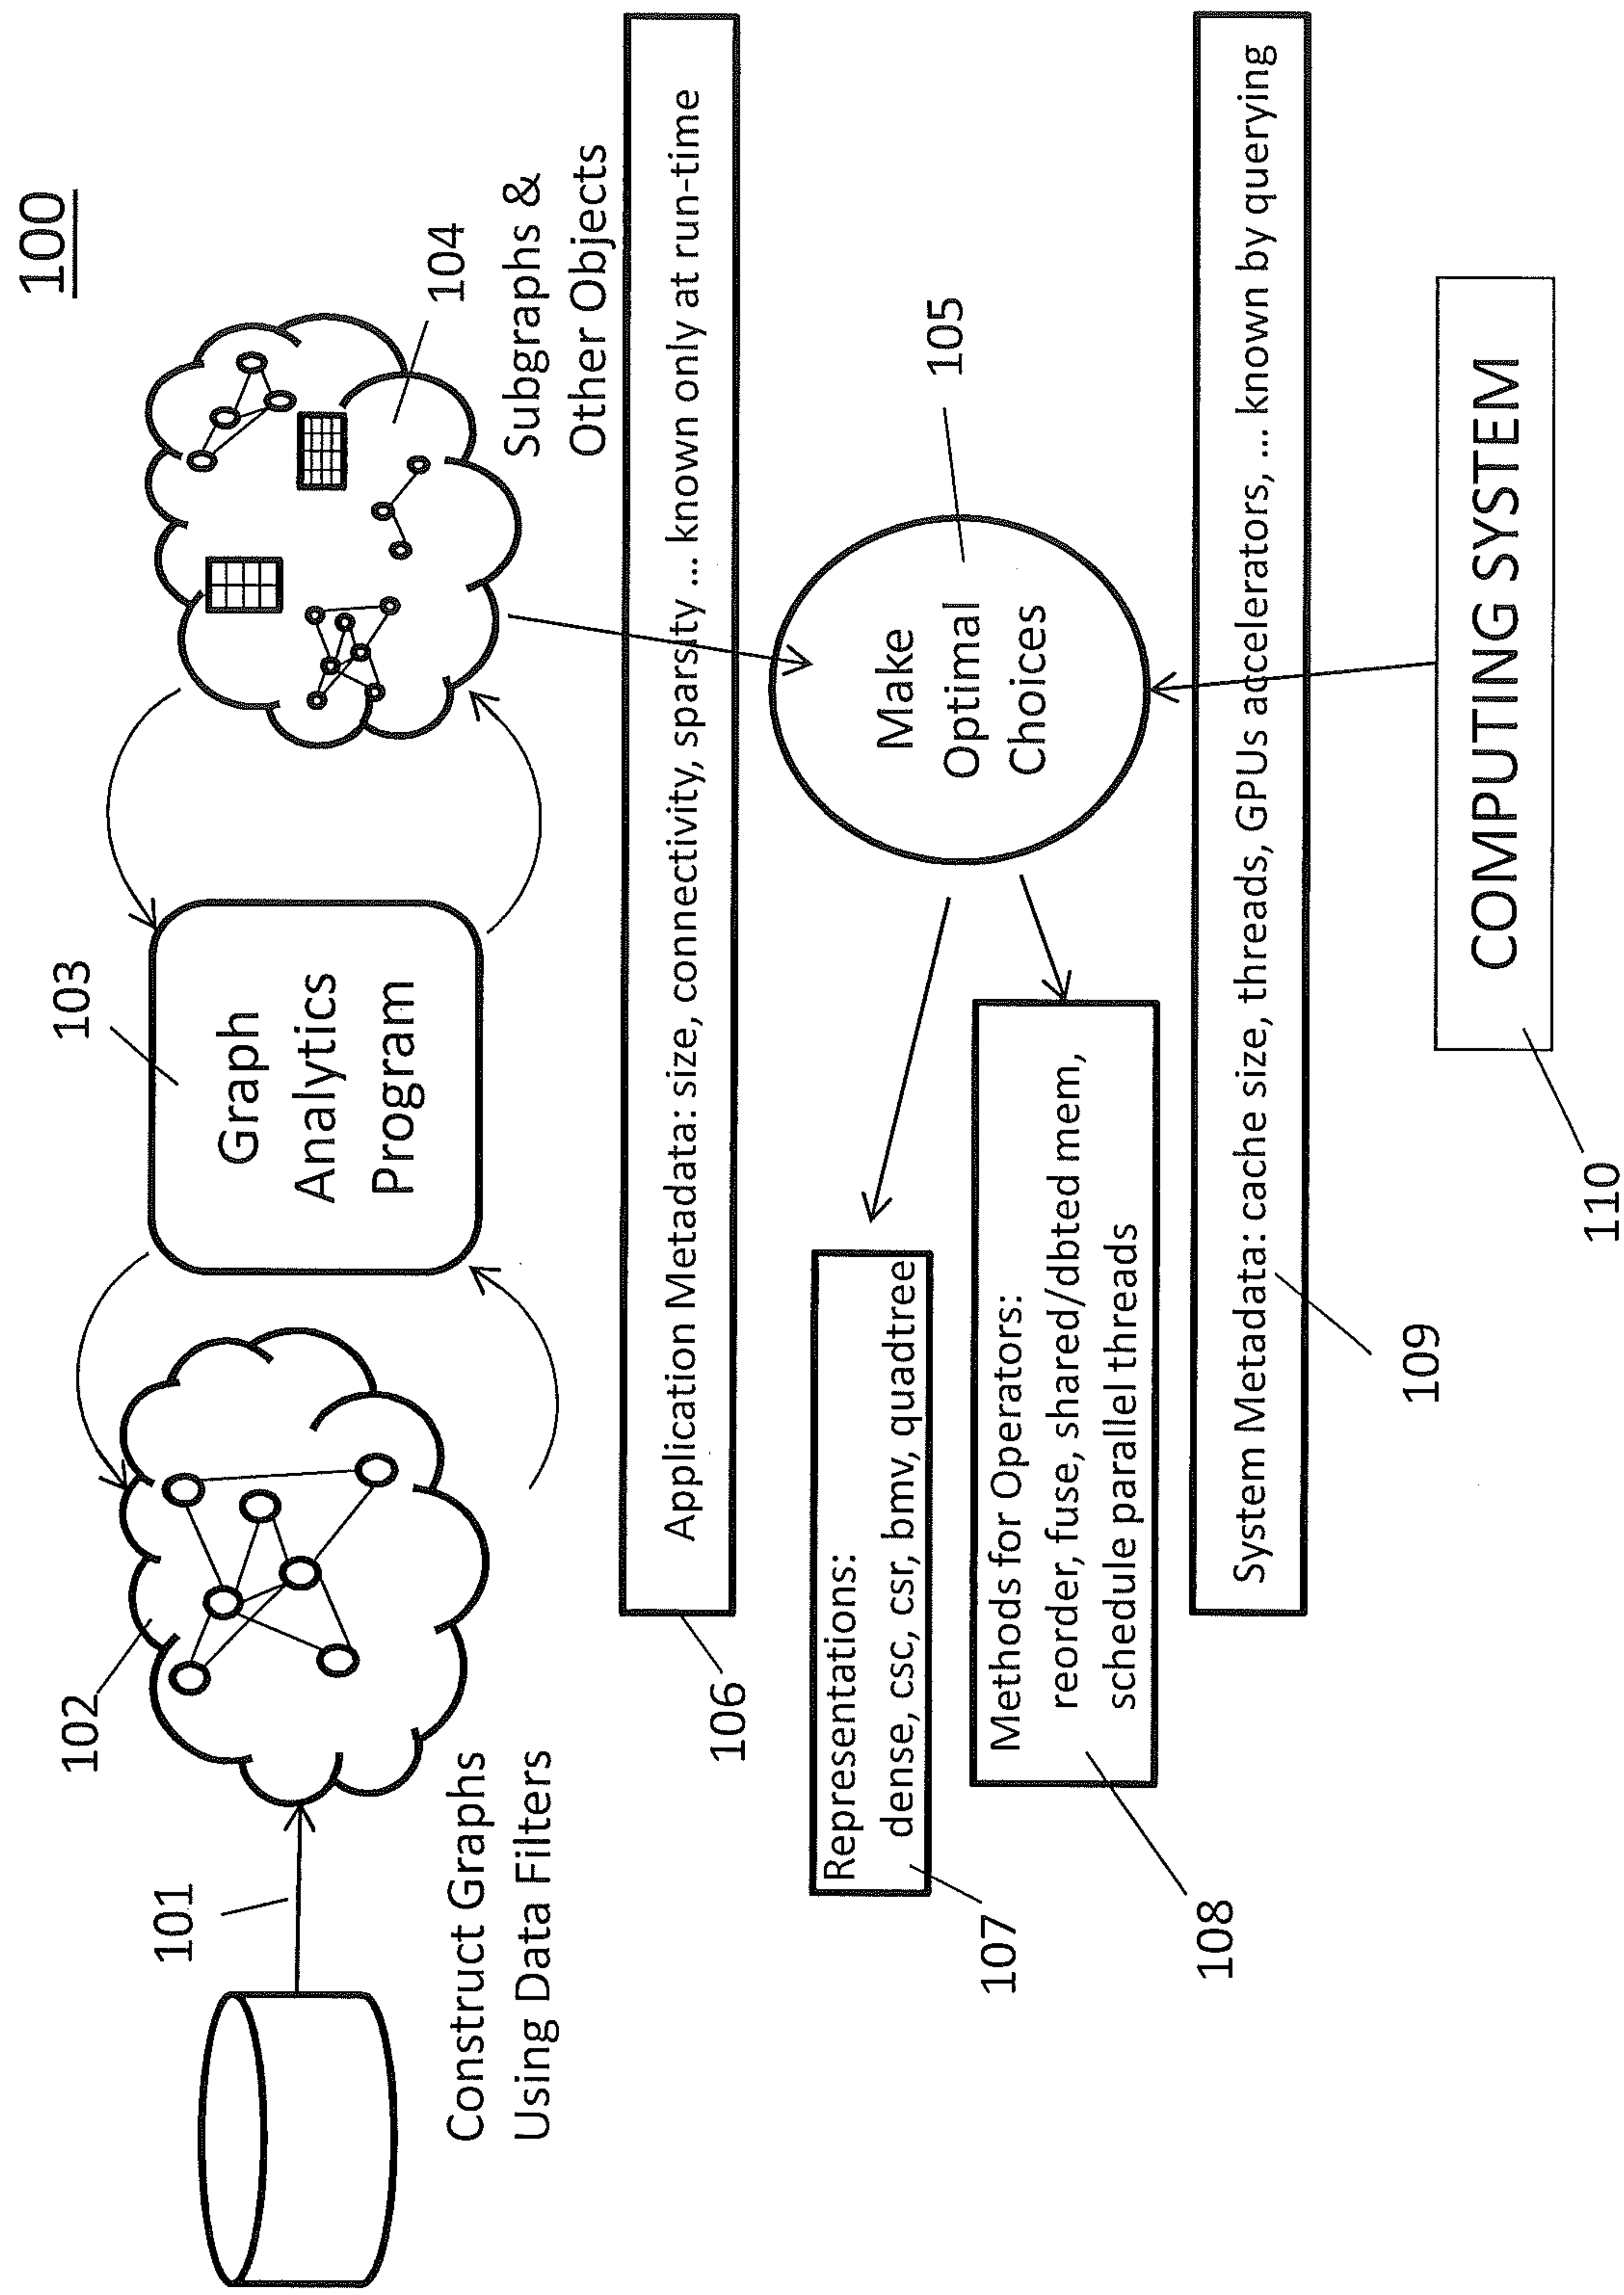 100
101
Construct Graphs
Using Data Filters
102
103
Graph
Analytics
Program
104
Subgraphs &
Other Objects
Application Metadata: size, connectivity, sparsity ... known only at run-time
106
105
Make
Optimal
Choices
Representations:
dense, csc, csr, bmv, quadtree
107
Methods for Operators:
reorder, fuse, shared/dbted mem,
schedule parallel threads
108
System Metadata: cache size, threads, GPUs accelerators, ... known by querying
109
COMPUTING SYSTEM
110